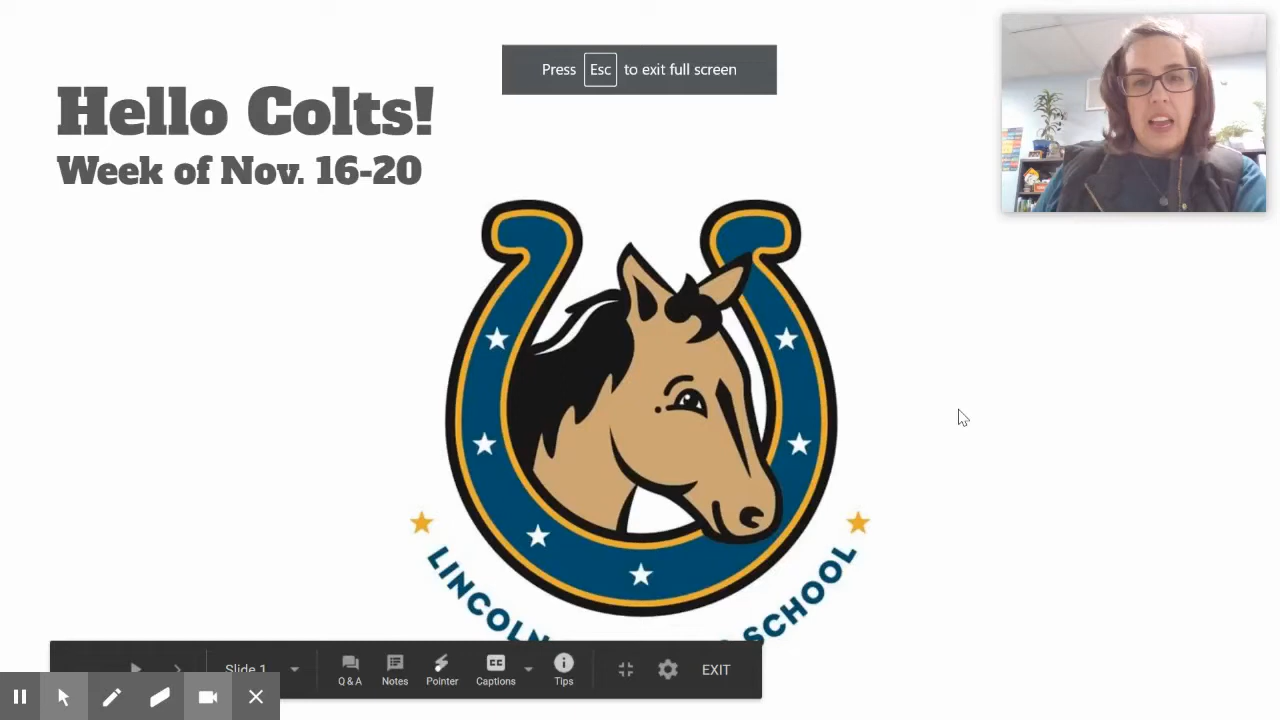 Hello Colts!
Week of Nov. 16-20
Press Esc to exit full screen
LINCOLN SCHOOL
Slide 1
Q & A
Notes
Pointer
CC
Captions
Tips
EXIT